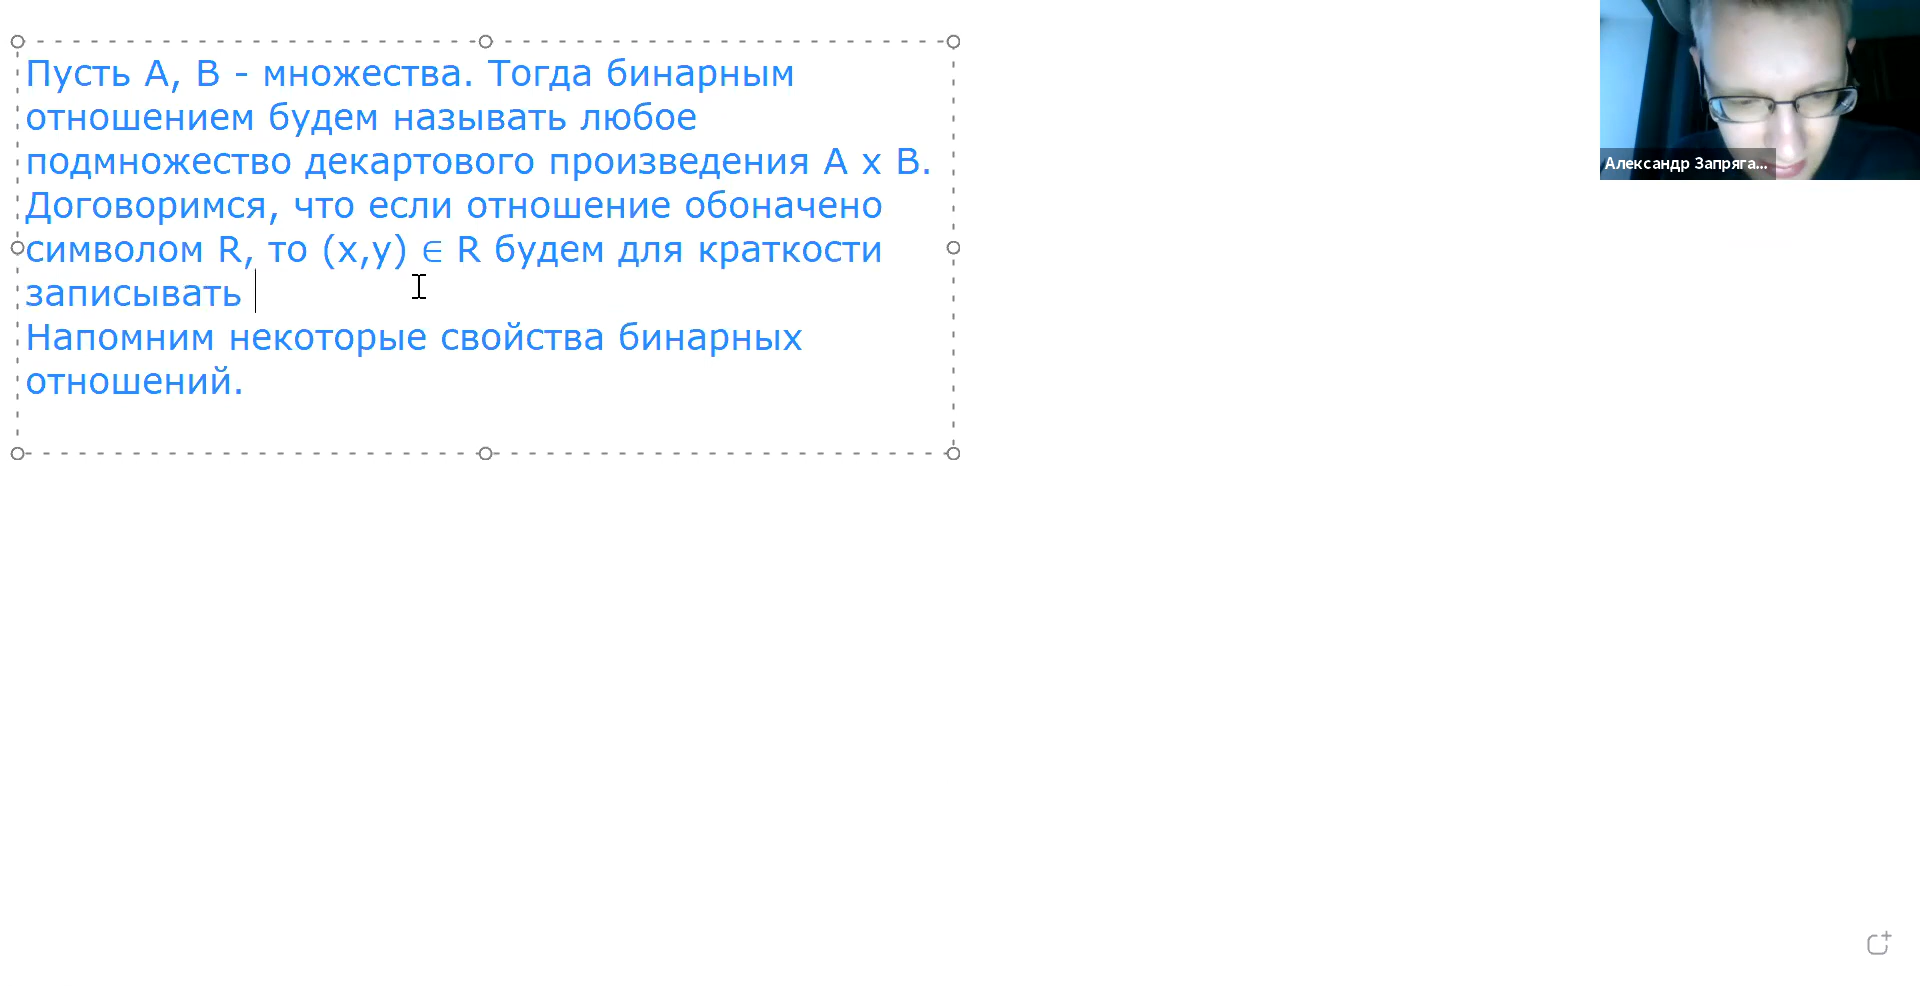 Пусть A, B - множества. Тогда бинарным
отношением будем называть любое
подмножество декартового произведения A x B.
Договоримся, что если отношение обоначено
символом R, то (x,y) ∈ R будем для краткости
записывать
Напомним некоторые свойства бинарных
отношений.
Александр Запряга...